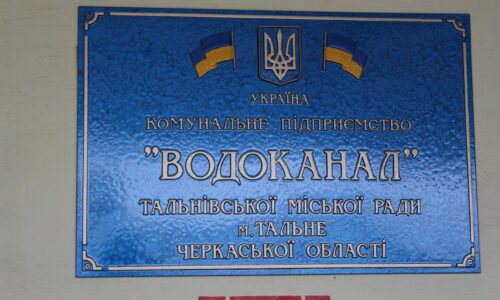 УКРАЇНА
КОМУНАЛЬНЕ ПІДПРИЄМСТВО
"ВОДОКАНАЛ"
ТАЛЬНІВСЬКОЇ МІСЬКОЇ РАДИ
м.ТАЛЬНЕ
ЧЕРКАСЬКОЇ ОБЛАСТІ